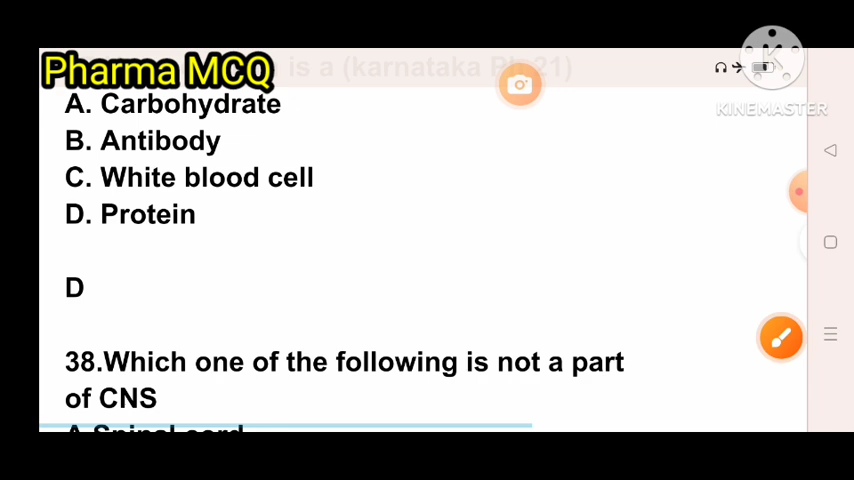 Pharma MCQ is a (karnataka Ph 21)
A. Carbohydrate
B. Antibody
C. White blood cell
D. Protein
D
38.Which one of the following is not a part
of CNS
A.Spinal cord
KINEMASTER